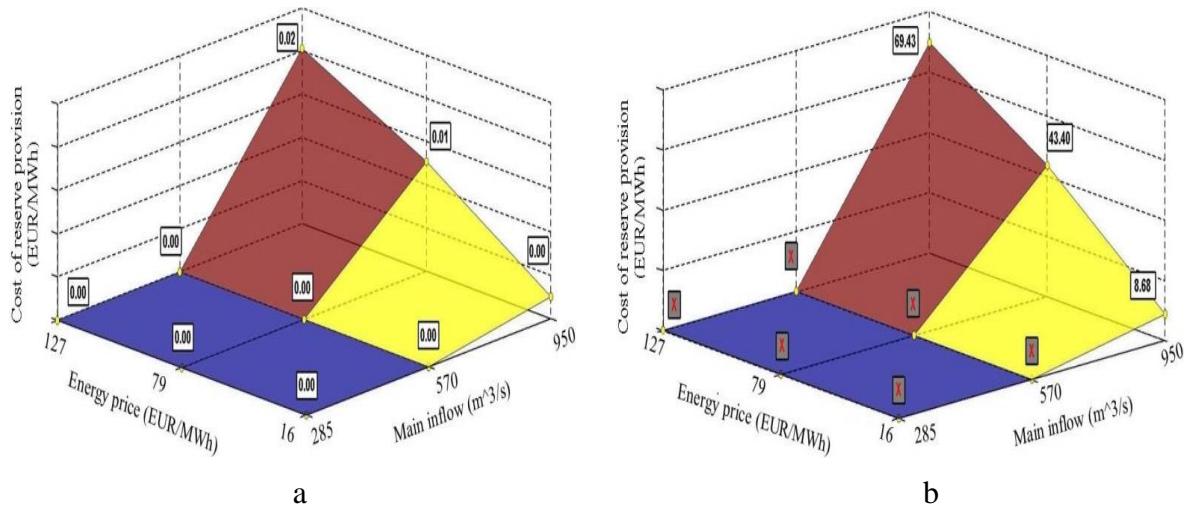 Cost of reserve provision
(EUR/MWh)
0.02
0.01
0.00
0.00
0.00
0.00
0.00
0.00
0.00
127
79
16
285
570
950
Energy price (EUR/MWh)
Main inflow (m^3/s)
a
Cost of reserve provision
(EUR/MWh)
69.43
43.40
8.68
X
X
X
X
X
X
127
79
16
285
570
950
Energy price (EUR/MWh)
Main inflow (m^3/s)
b